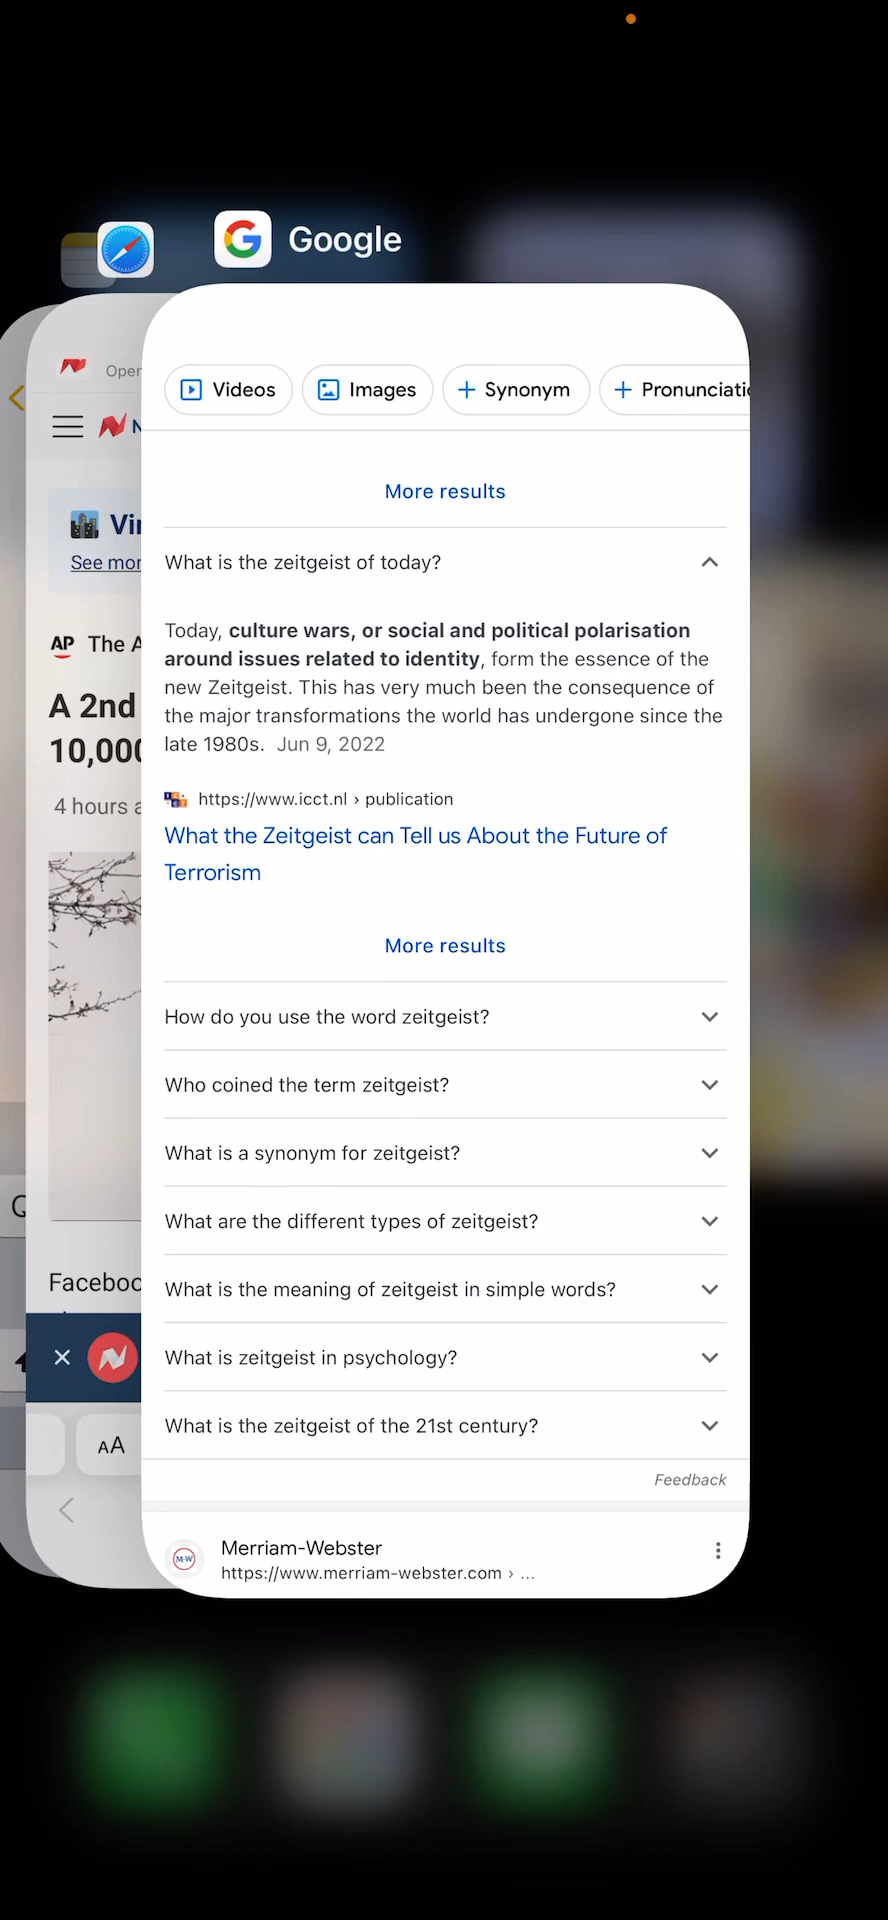 Google
Oper
Videos
Images
Synonym
More results
See mor
What is the zeitgeist of today?
AP The A
Today, culture wars, or social and political polarisation
around issues related to identity, form the essence of the
new Zeitgeist. This has very much been the consequence of
the major transformations the world has undergone since the
late 1980s. Jun 9, 2022
A 2nd
10,000
4 hours a
https://www.icct.nl › publication
What the Zeitgeist can Tell us About the Future of
Terrorism
More results
How do you use the word zeitgeist?
Who coined the term zeitgeist?
What is a synonym for zeitgeist?
What are the different types of zeitgeist?
What is the meaning of zeitgeist in simple words?
What is zeitgeist in psychology?
What is the zeitgeist of the 21st century?
Faceboo
AA
Feedback
Merriam-Webster
M-W
https://www.merriam-webster.com › ...